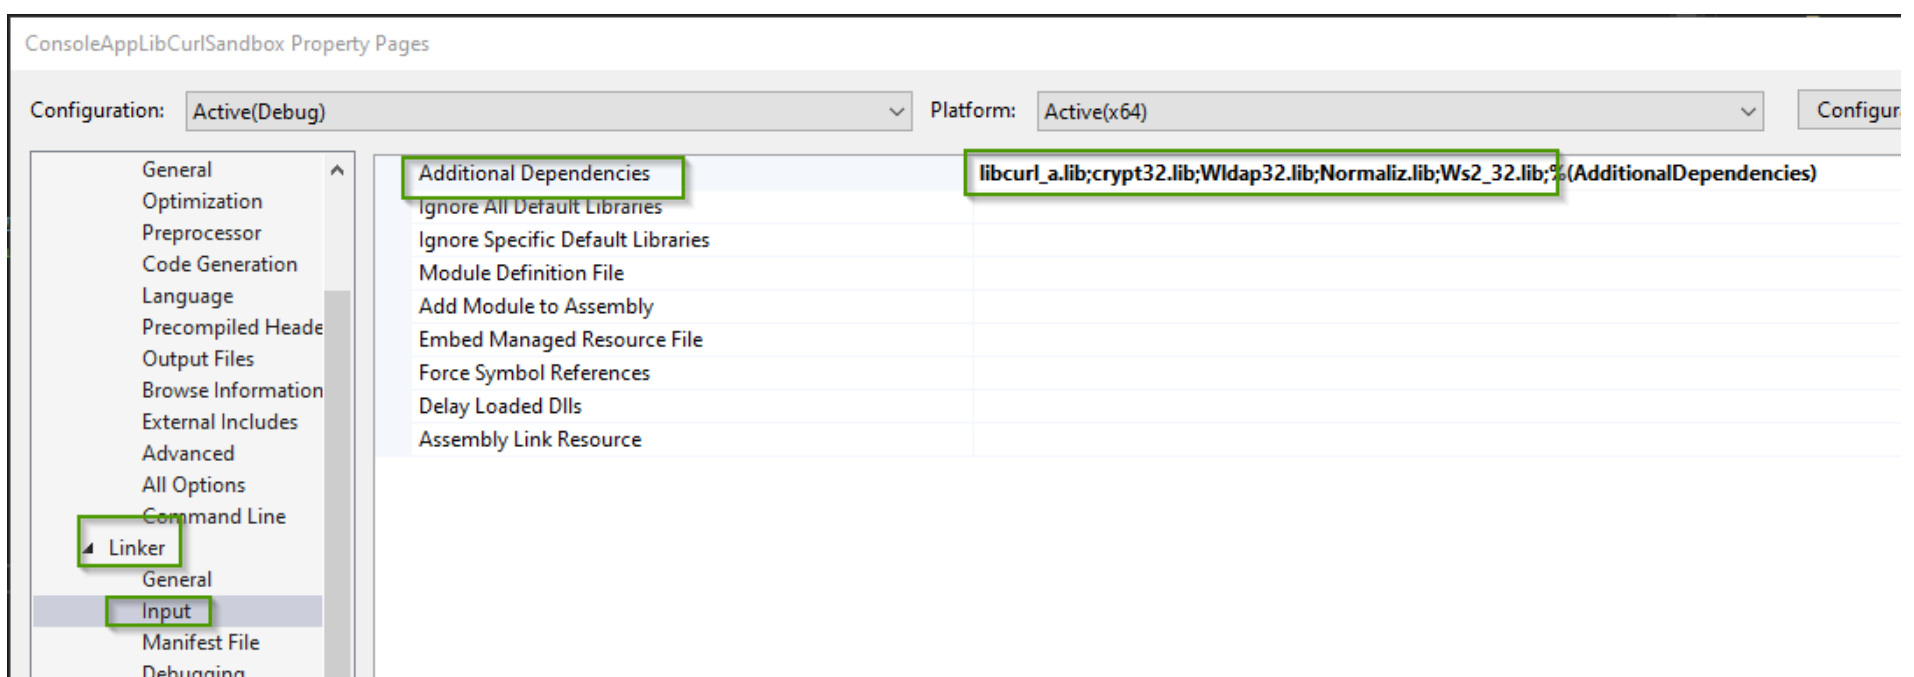 ConsoleAppLibCurlSandbox Property Pages
Configuration: Active(Debug) Platform: Active(x64) Configur
General
Optimization
Preprocessor
Code Generation
Language
Precompiled Heade
Output Files
Browse Information
External Includes
Advanced
All Options
Command Line
Linker
General
Input
Manifest File
Debugging
Additional Dependencies libcurl_a.lib;crypt32.lib;Wldap32.lib;Normaliz.lib;Ws2_32.lib;%(AdditionalDependencies)
Ignore All Default Libraries
Ignore Specific Default Libraries
Module Definition File
Add Module to Assembly
Embed Managed Resource File
Force Symbol References
Delay Loaded Dlls
Assembly Link Resource